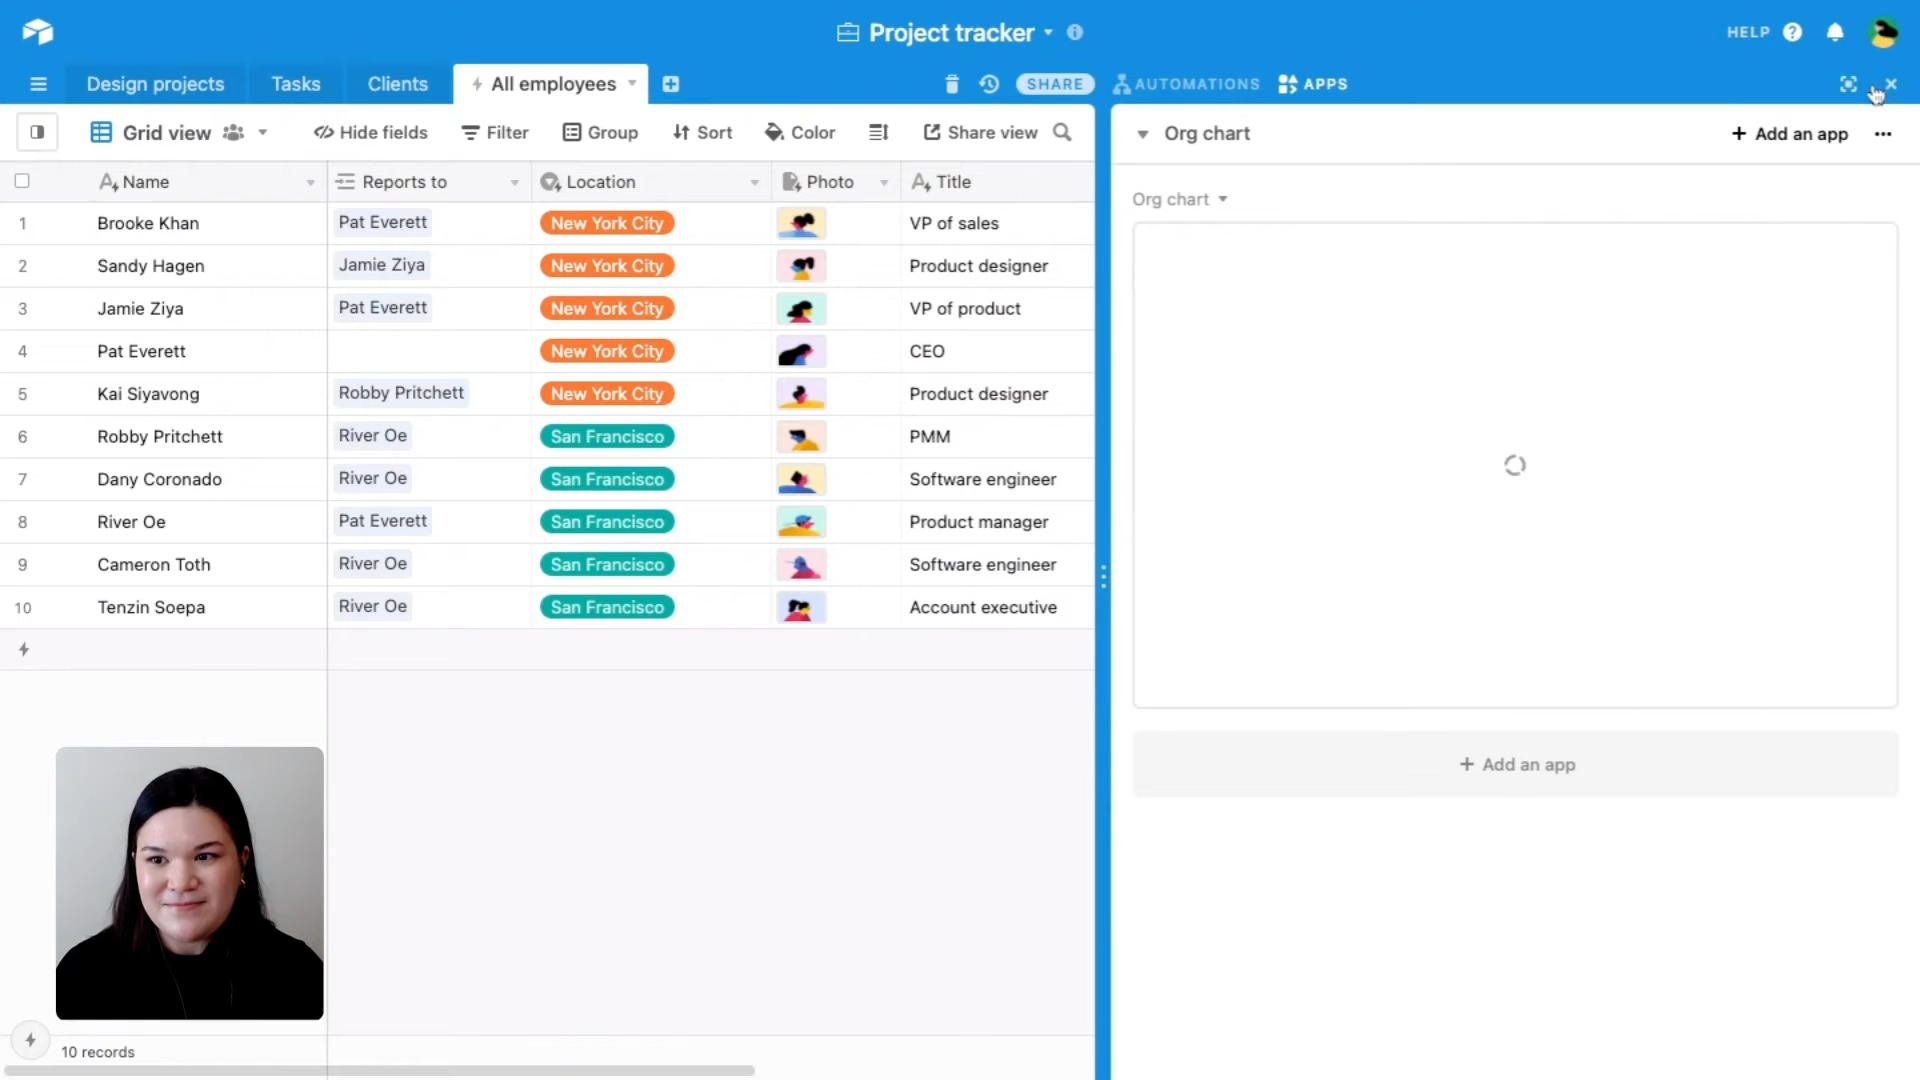 Project tracker
HELP
Design projects
Tasks
Clients
All employees
SHARE
AUTOMATIONS
APPS
Grid view
Hide fields
Filter
Group
Sort
Color
Share view
Org chart
Add an app
Name
Reports to
Location
Photo
Title
Org chart
1 Brooke Khan Pat Everett New York City VP of sales
2 Sandy Hagen Jamie Ziya New York City Product designer
3 Jamie Ziya Pat Everett New York City VP of product
4 Pat Everett New York City CEO
5 Kai Siyavong Robby Pritchett New York City Product designer
6 Robby Pritchett River Oe San Francisco PMM
7 Dany Coronado River Oe San Francisco Software engineer
8 River Oe Pat Everett San Francisco Product manager
9 Cameron Toth River Oe San Francisco Software engineer
10 Tenzin Soepa River Oe San Francisco Account executive
Add an app
10 records